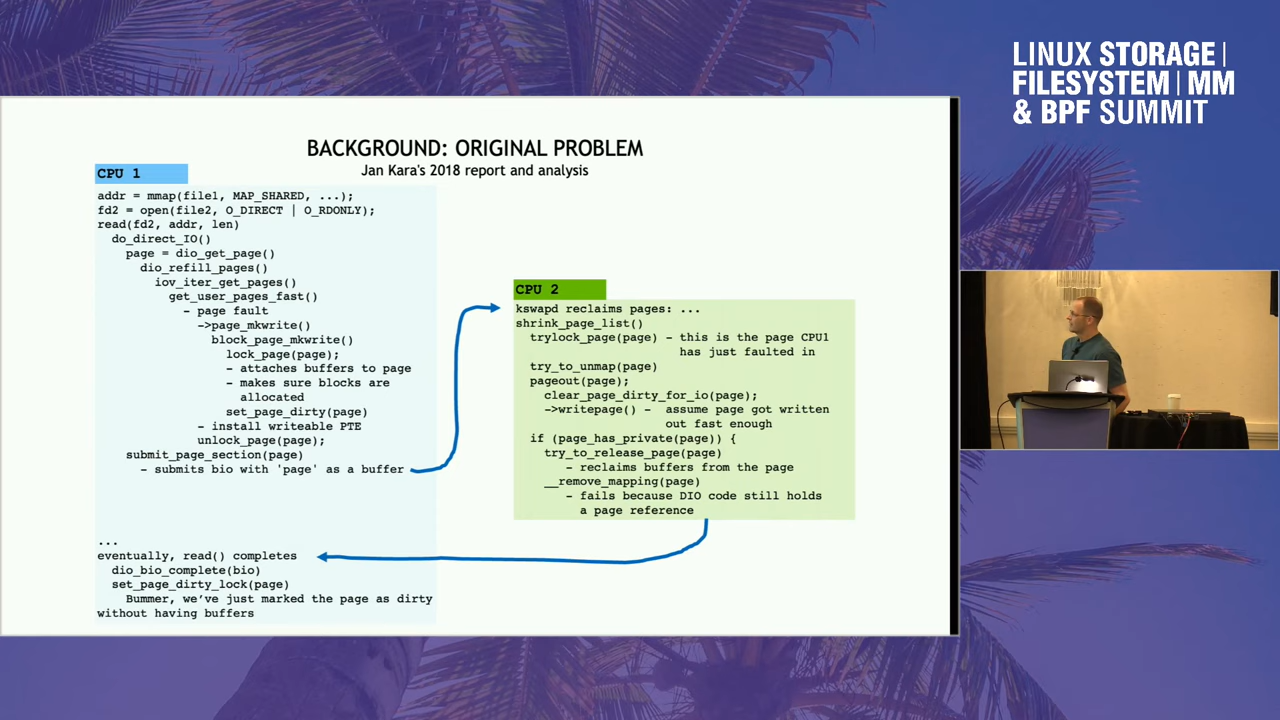 LINUX STORAGE |
FILESYSTEM | MM
& BPF SUMMIT
BACKGROUND: ORIGINAL PROBLEM
Jan Kara's 2018 report and analysis
CPU 1
addr = mmap(file1, MAP_SHARED, ...);
fd2 = open(file2, O_DIRECT | O_RDONLY);
read(fd2, addr, len)
do_direct_IO()
page = dio_get_page()
dio_refill_pages()
iov_iter_get_pages()
get_user_pages_fast()
- page fault
->page_mkwrite()
block_page_mkwrite()
lock_page(page);
- attaches buffers to page
- makes sure blocks are
allocated
set_page_dirty(page)
- install writeable PTE
unlock_page(page);
submit_page_section(page)
- submits bio with 'page' as a buffer
...
eventually, read() completes
dio_bio_complete(bio)
set_page_dirty_lock(page)
Bummer, we've just marked the page as dirty
without having buffers
CPU 2
kswapd reclaims pages: ...
shrink_page_list()
trylock_page(page) - this is the page CPU1
has just faulted in
try_to_unmap(page)
pageout(page);
clear_page_dirty_for_io(page);
->writepage() - assume page got written
out fast enough
if (page_has_private(page)) {
try_to_release_page(page)
- reclaims buffers from the page
__remove_mapping(page)
- fails because DIO code still holds
a page reference